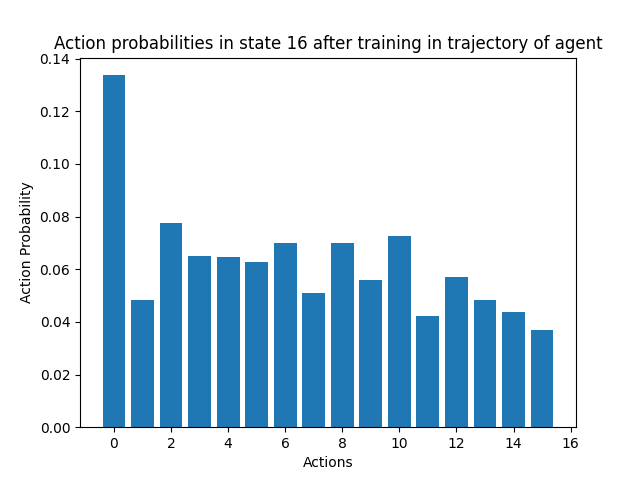 Action probabilities in state 16 after training in trajectory of agent
0.14
0.12
0.10
0.08
0.06
0.04
0.02
0.00
Action Probability
0 2 4 6 8 10 12 14 16
Actions